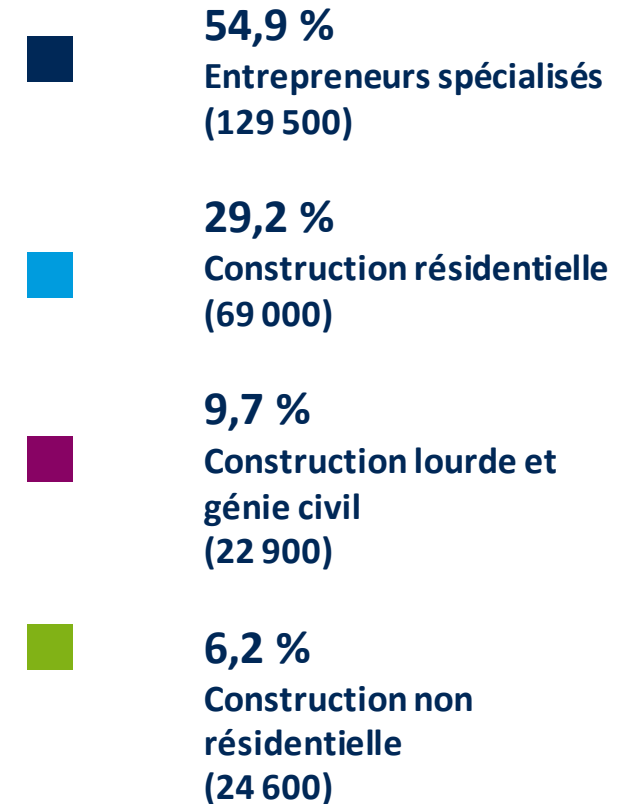 54,9 %
Entrepreneurs spécialisés
(129 500)
29,2 %
Construction résidentielle
(69 000)
9,7 %
Construction lourde et
génie civil
(22 900)
6,2 %
Construction non
résidentielle
(24 600)